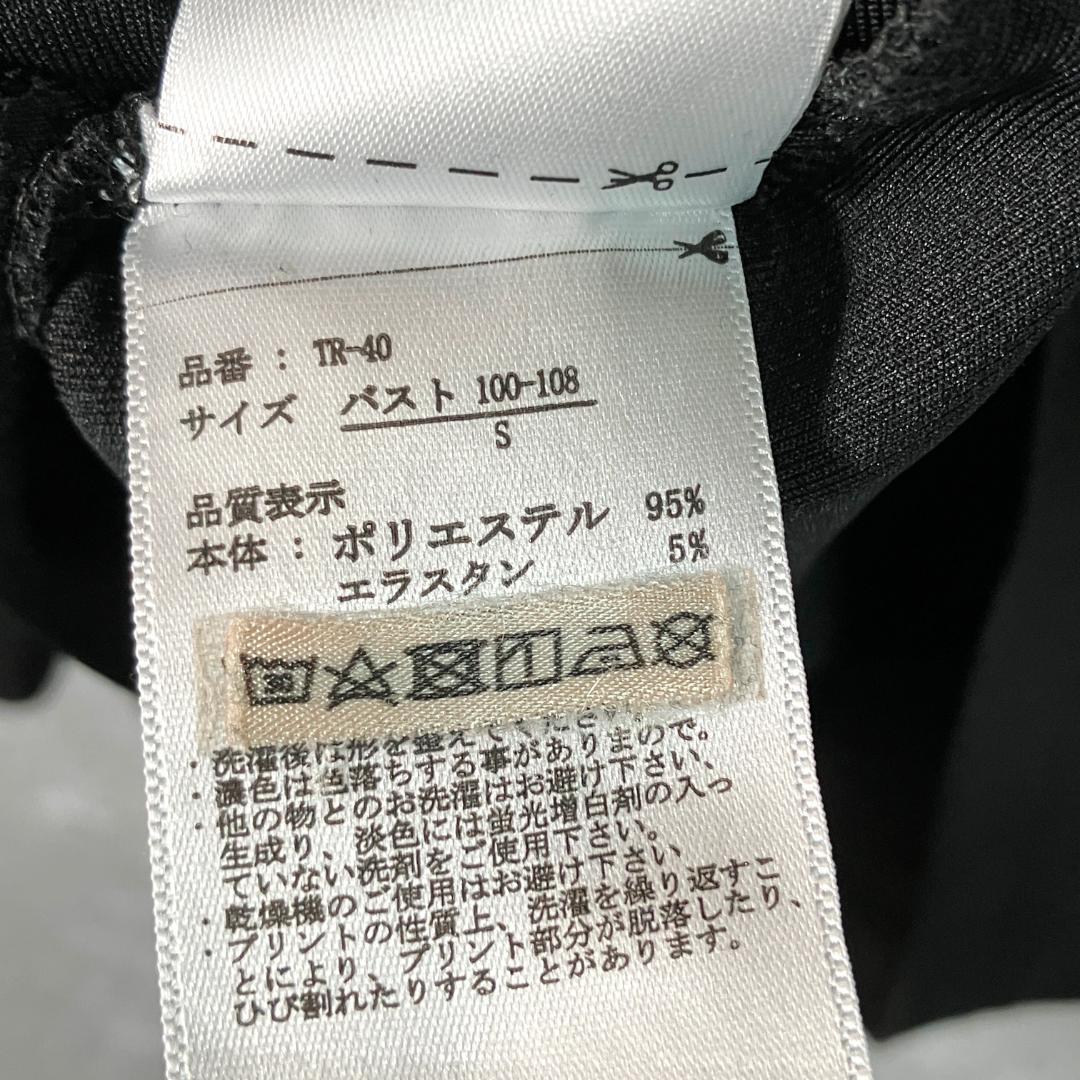 品番 : TR-40
サイズ バスト 100-108
S
品質表示
本体 : ポリエステル 95%
エラスタン 5%
・洗濯後は形を整えてください。
・濃色は色落ちする事がありますので。
・他の物との お洗濯はお避け下さい、
生成り、淡色には蛍光増白剤の入っ
ていない洗剤をご使用下さい。
・乾燥機のご使用はお避け下さい
・プリントの性質上、洗濯を繰り返すこ
とにより、プリント部分が脱落したり、
ひび割れたりすることがあります。